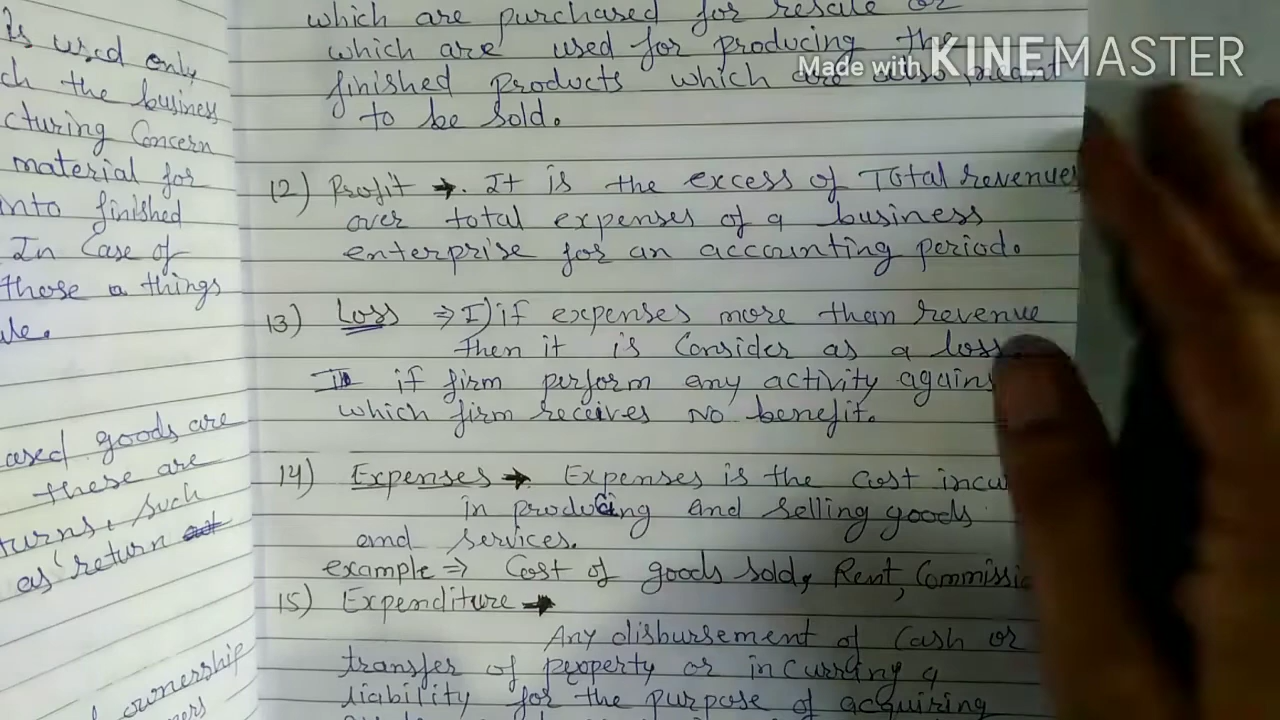 Is used only
ch the business
cturing Concern
material for
into finished
In Case of
those a things
ased goods are
these are
turns. Such
as 'return
ownership
which are purchased for resale or
which are used for producing the
finished products which are also meant
to be sold.
12) Profit →. It is the excess of Total revenues
over total expenses of a business
enterprise for an accounting period.
13) Loss ⇒ I) if expenses more then revenue
then it is Consider as a loss.
II if firm perform any activity agains
which firm receives No benefit.
14) Expenses → Expenses is the cost incu
in producing and selling goods
and services.
example ⇒ Cost of goods sold, Rent, Commissi
15) Expenditure →
Any disbursement of Cash or
transfer of property or incurring a
liability for the purpose of acquiring
Made with KINEMASTER